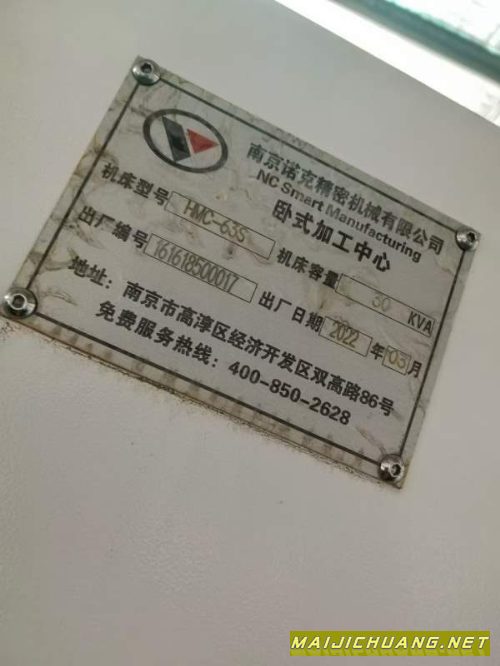 南京诺克精密机械有限公司
NC Smart Manufacturing
卧式加工中心
机床型号 HMC-63S 机床容量 30 KVA
出厂编号 161618500017 出厂日期 2022 年 03 月
地址：南京市高淳区经济开发区双高路86号
免费服务热线：400-850-2628
MAIJICHUANG.NET